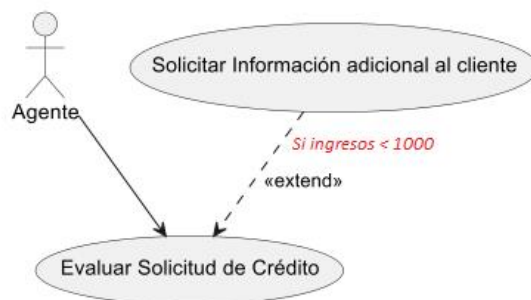 Solicitar Información adicional al cliente
Agente
Si ingresos < 1000
«extend»
Evaluar Solicitud de Crédito